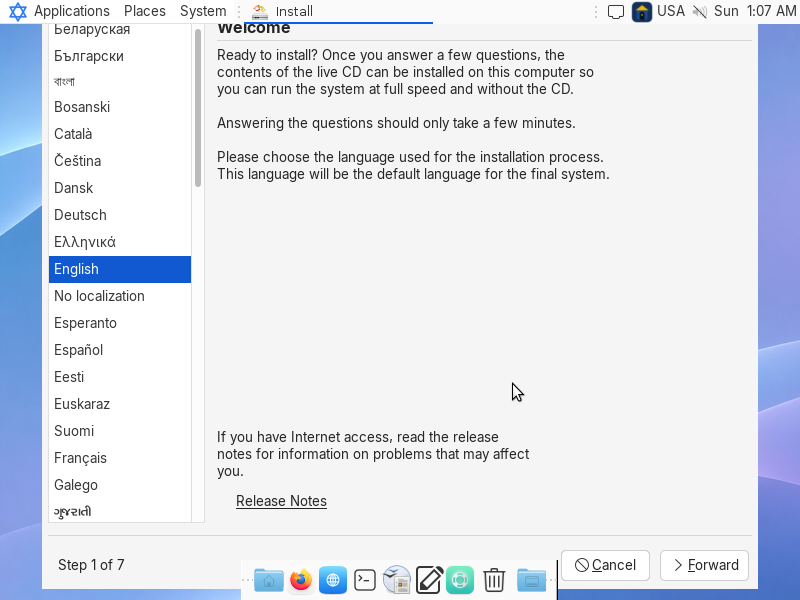 Applications Places System Install USA Sun 1:07 AM
Беларуская
Български
বাংলা
Bosanski
Català
Čeština
Dansk
Deutsch
Ελληνικά
English
No localization
Esperanto
Español
Eesti
Euskaraz
Suomi
Français
Galego
ગુજરાતી
Welcome
Ready to install? Once you answer a few questions, the
contents of the live CD can be installed on this computer so
you can run the system at full speed and without the CD.
Answering the questions should only take a few minutes.
Please choose the language used for the installation process.
This language will be the default language for the final system.
If you have Internet access, read the release
notes for information on problems that may affect
you.
Release Notes
Step 1 of 7
Cancel
Forward